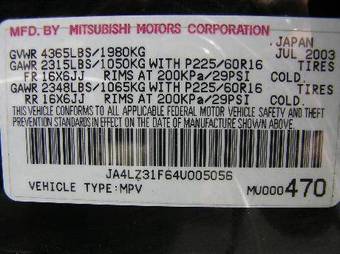 MFD. BY MITSUBISHI MOTORS CORPORATION
JAPAN
GVWR 4365LBS/1980KG JUL 2003
GAWR 2315LBS/1050KG WITH P225/60R16 TIRES
FR 16X6JJ RIMS AT 200KPa/29PSI COLD.
GAWR 2348LBS/1065KG WITH P225/60R16 TIRES
RR 16X6JJ RIMS AT 200KPa/29PSI COLD.
THIS VEHICLE CONFORMS TO ALL APPLICABLE FEDERAL MOTOR VEHICLE SAFETY AND THEFT
PREVENTION STANDARDS IN EFFECT ON THE DATE OF MANUFACTURE SHOWN ABOVE.
JA4LZ31F64U005056
VEHICLE TYPE:MPV MU000470